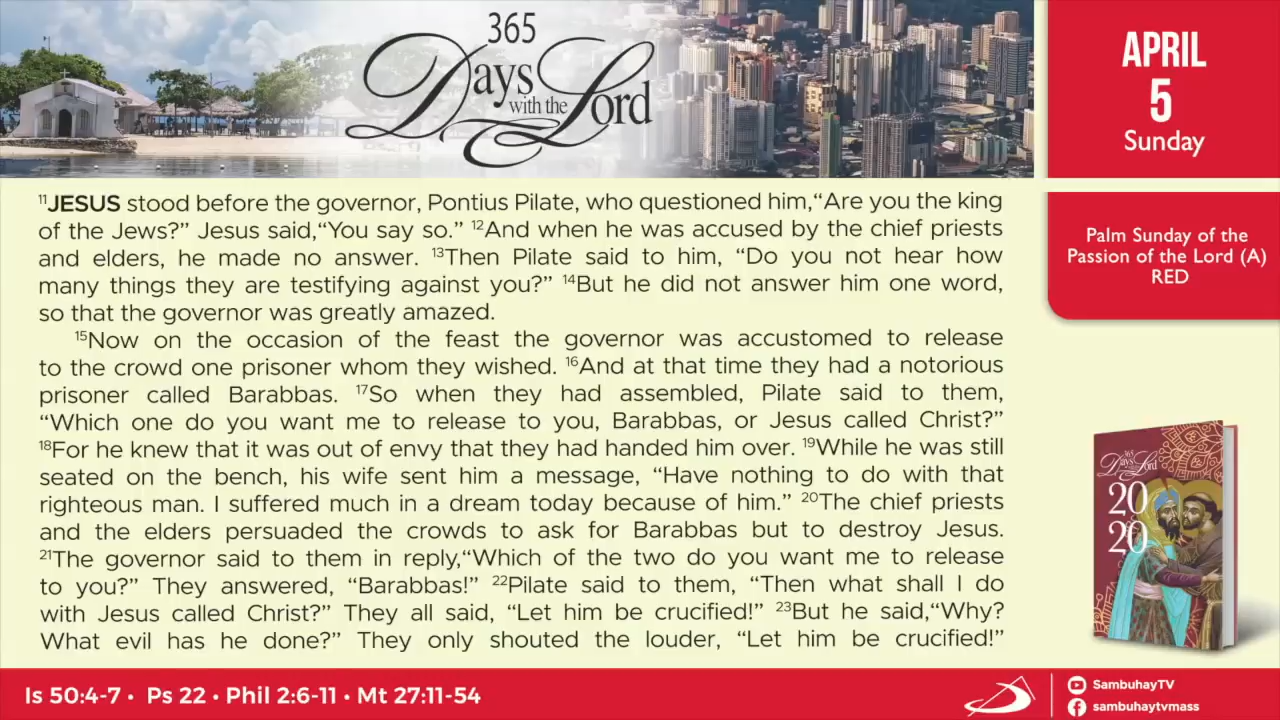 365
Days
with the
Lord
APRIL
5
Sunday
Palm Sunday of the
Passion of the Lord (A)
RED
¹¹JESUS stood before the governor, Pontius Pilate, who questioned him,“Are you the king
of the Jews?” Jesus said,“You say so.” ¹²And when he was accused by the chief priests
and elders, he made no answer. ¹³Then Pilate said to him, “Do you not hear how
many things they are testifying against you?” ¹⁴But he did not answer him one word,
so that the governor was greatly amazed.
¹⁵Now on the occasion of the feast the governor was accustomed to release
to the crowd one prisoner whom they wished. ¹⁶And at that time they had a notorious
prisoner called Barabbas. ¹⁷So when they had assembled, Pilate said to them,
“Which one do you want me to release to you, Barabbas, or Jesus called Christ?”
¹⁸For he knew that it was out of envy that they had handed him over. ¹⁹While he was still
seated on the bench, his wife sent him a message, “Have nothing to do with that
righteous man. I suffered much in a dream today because of him.” ²⁰The chief priests
and the elders persuaded the crowds to ask for Barabbas but to destroy Jesus.
²¹The governor said to them in reply,“Which of the two do you want me to release
to you?” They answered, “Barabbas!” ²²Pilate said to them, “Then what shall I do
with Jesus called Christ?” They all said, “Let him be crucified!” ²³But he said,“Why?
What evil has he done?” They only shouted the louder, “Let him be crucified!”
365
Days
with the
Lord
20
20
Is 50:4-7 • Ps 22 • Phil 2:6-11 • Mt 27:11-54
SambuhayTV
sambuhaytvmass